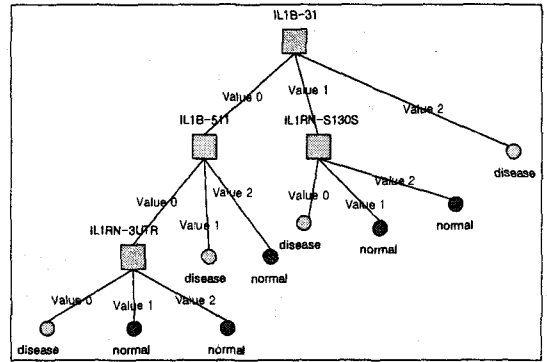 IL1B-31
Value 0
Value 1
Value 2
IL1B-511
IL1RN-S130S
disease
Value 0
Value 1
Value 2
Value 0
Value 1
Value 2
normal
IL1RN-3UTR
disease
normal
disease
normal
Value 0
Value 1
Value 2
disease
normal
normal